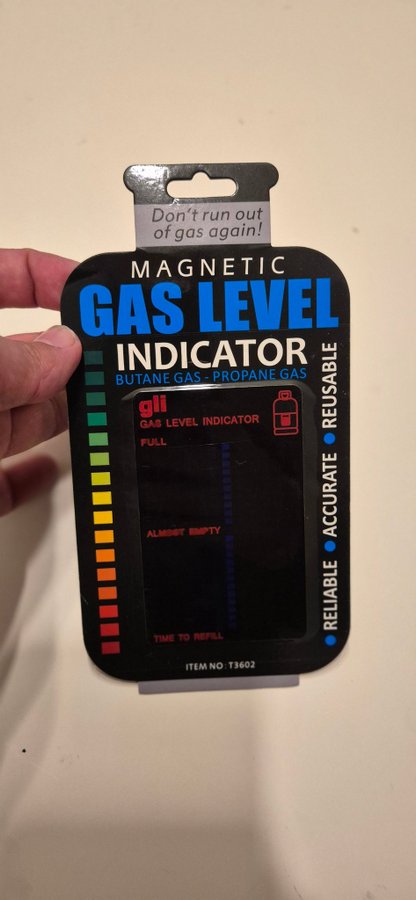 Don't run out
of gas again!
MAGNETIC
GAS LEVEL
INDICATOR
BUTANE GAS - PROPANE GAS
gli
GAS LEVEL INDICATOR
FULL
ALMOST EMPTY
TIME TO REFILL
RELIABLE ● ACCURATE ● REUSABLE
ITEM NO: T3602